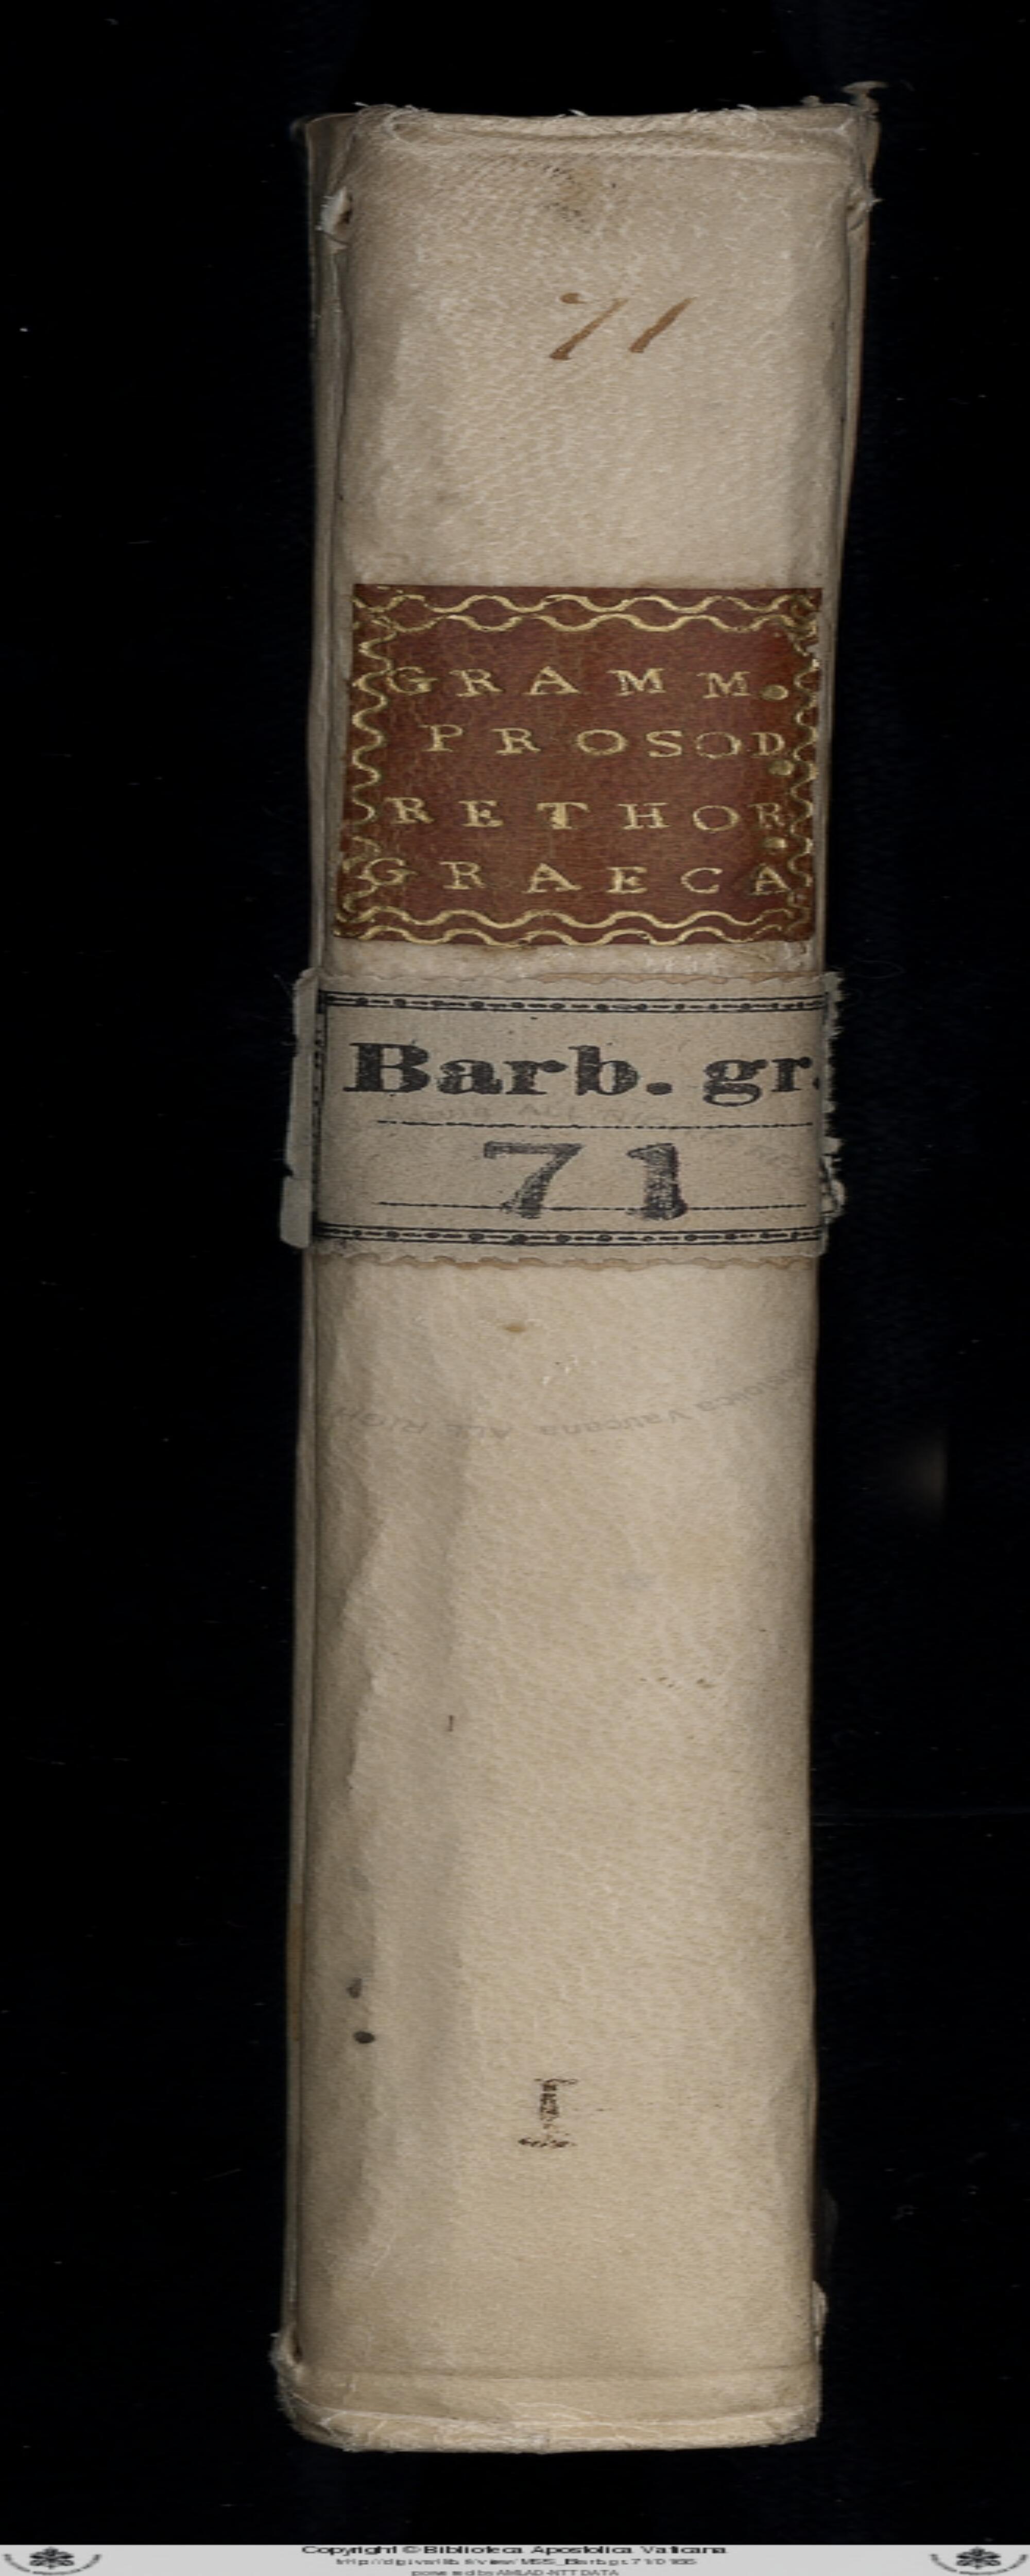 71
GRAMM.
PROSOD.
RETHOR.
GRAECA
Barb. gr.
71
I
Copyright © Biblioteca Apostolica Vaticana